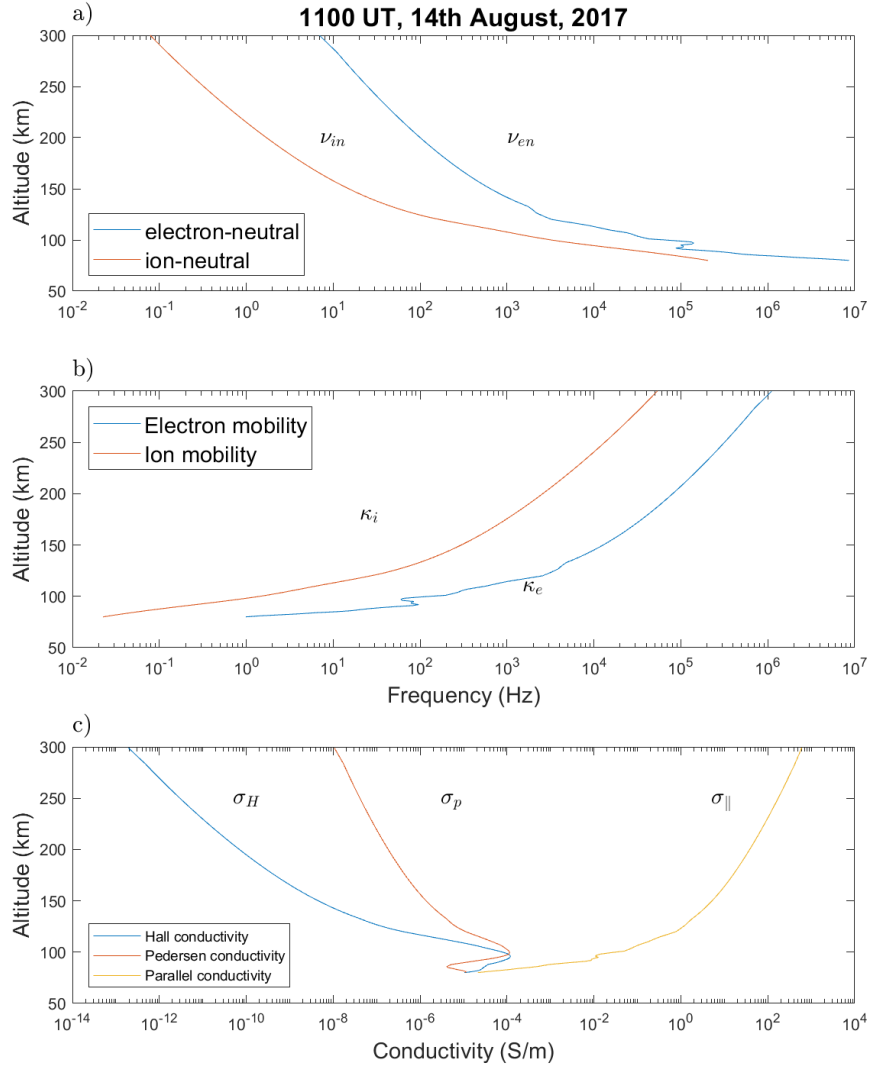 1100 UT, 14th August, 2017
a)
300
250
200
150
100
50
Altitude (km)
ν_in
ν_en
electron-neutral
ion-neutral
10^-2 10^-1 10^0 10^1 10^2 10^3 10^4 10^5 10^6 10^7
b)
300
250
200
150
100
50
Altitude (km)
Electron mobility
Ion mobility
κ_i
κ_e
10^-2 10^-1 10^0 10^1 10^2 10^3 10^4 10^5 10^6 10^7
Frequency (Hz)
c)
300
250
200
150
100
50
Altitude (km)
σ_H
σ_p
σ_∥
Hall conductivity
Pedersen conductivity
Parallel conductivity
10^-14 10^-12 10^-10 10^-8 10^-6 10^-4 10^-2 10^0 10^2 10^4
Conductivity (S/m)